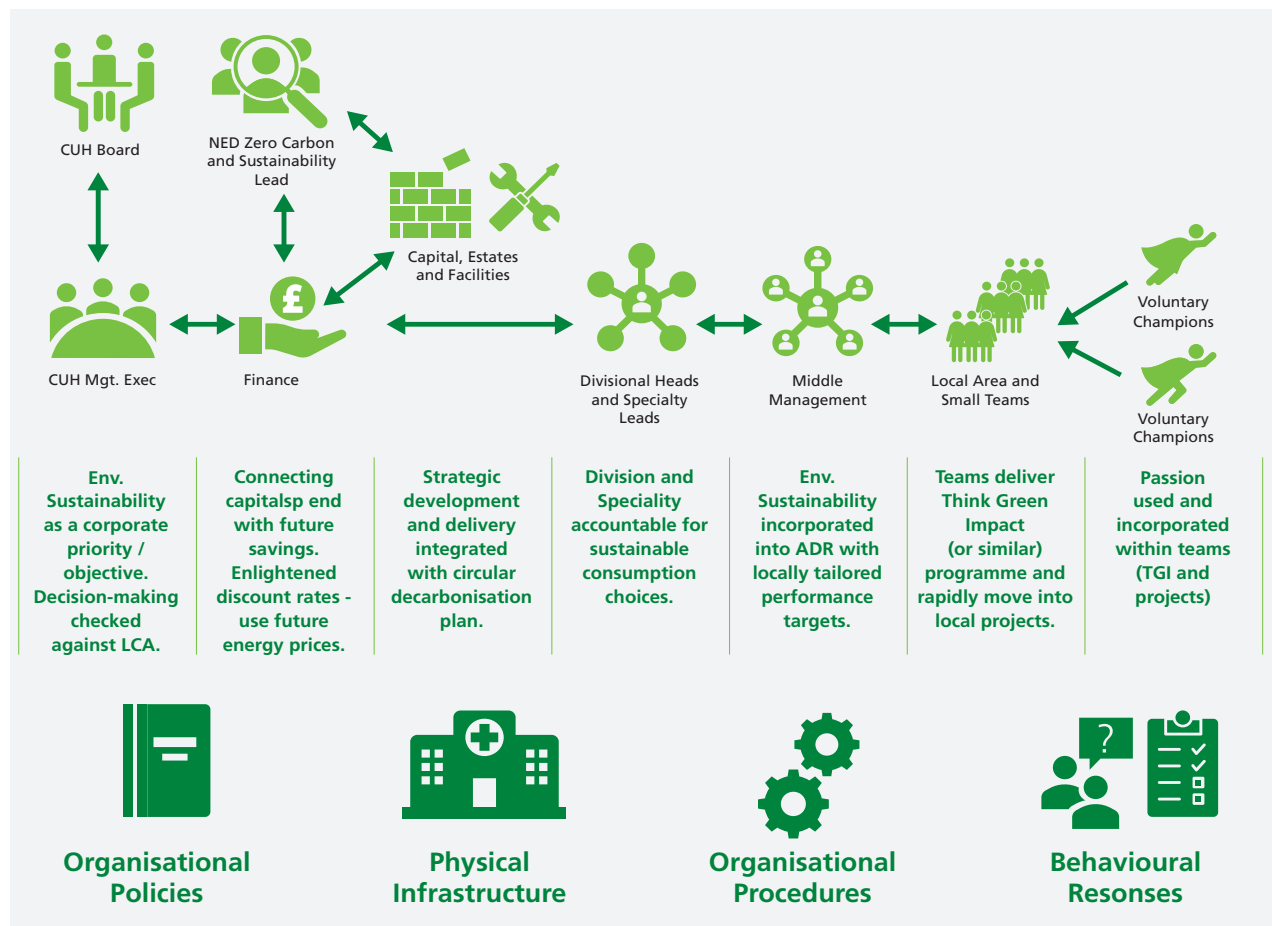 CUH Board
NED Zero Carbon
and Sustainability
Lead
Capital, Estates
and Facilities
£
CUH Mgt. Exec
Finance
Divisional Heads
and Specialty
Leads
Middle
Management
Local Area and
Small Teams
Voluntary
Champions
Voluntary
Champions
Env.
Sustainability
as a corporate
priority /
objective.
Decision-making
checked
against LCA.
Connecting
capitalsp end
with future
savings.
Enlightened
discount rates -
use future
energy prices.
Strategic
development
and delivery
integrated
with circular
decarbonisation
plan.
Division and
Speciality
accountable for
sustainable
consumption
choices.
Env.
Sustainability
incorporated
into ADR with
locally tailored
performance
targets.
Teams deliver
Think Green
Impact
(or similar)
programme and
rapidly move into
local projects.
Passion
used and
incorporated
within teams
(TGI and
projects)
?
Organisational
Policies
Physical
Infrastructure
Organisational
Procedures
Behavioural
Resonses